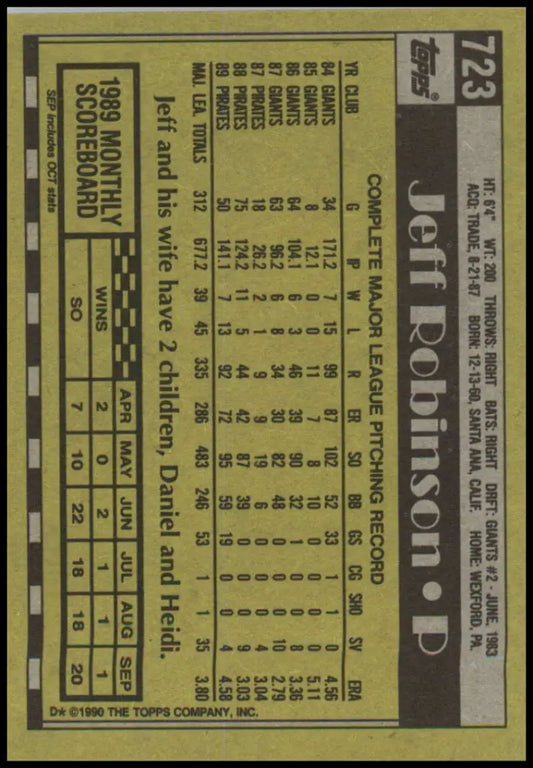 723
TOPPS®
Jeff Robinson • P
HT: 6'4" WT: 200 THROWS: RIGHT BATS: RIGHT DRFT: GIANTS #2 - JUNE, 1983
ACQ: TRADE, 8-21-87 BORN: 12-13-60, SANTA ANA, CALIF. HOME: WEXFORD, PA.
COMPLETE MAJOR LEAGUE PITCHING RECORD
YR CLUB G IP W L R ER SO BB GS CG SHO SV ERA
84 GIANTS 34 171.2 7 15 99 87 102 52 33 1 1 0 4.56
85 GIANTS 8 12.1 0 0 11 7 8 10 0 0 0 0 5.11
86 GIANTS 64 104.1 6 3 46 39 90 32 1 0 0 8 3.36
87 GIANTS 63 96.2 6 8 34 30 82 48 0 0 0 10 2.79
87 PIRATES 18 26.2 2 1 9 9 19 6 0 0 0 4 3.04
88 PIRATES 75 124.2 11 5 44 42 87 39 0 0 0 9 3.03
89 PIRATES 50 141.1 7 13 92 72 95 59 19 0 0 4 4.58
MAJ. LEA. TOTALS 312 677.2 39 45 335 286 483 246 53 1 1 35 3.80
Jeff and his wife have 2 children, Daniel and Heidi.
1989 MONTHLY
SCOREBOARD
APR MAY JUN JUL AUG SEP
WINS 2 0 2 1 1 1
SO 7 10 22 18 18 20
SEP includes OCT stats
D* ©1990 THE TOPPS COMPANY, INC.